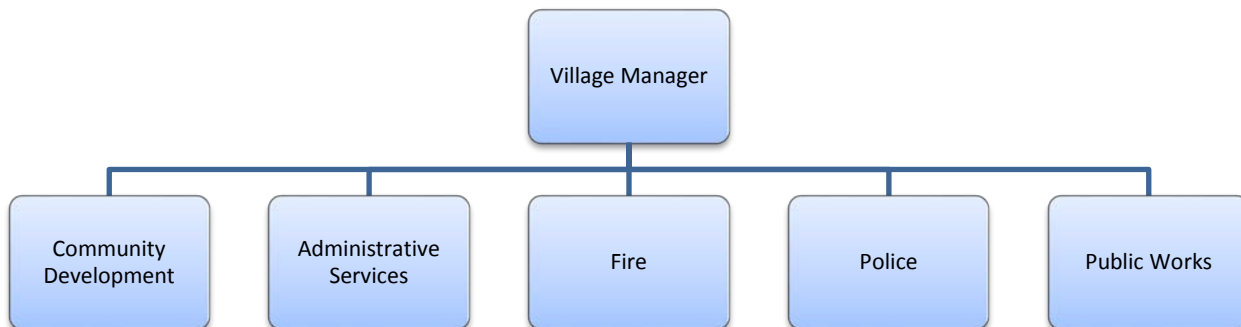 Village Manager
Community
Development
Administrative
Services
Fire
Police
Public Works